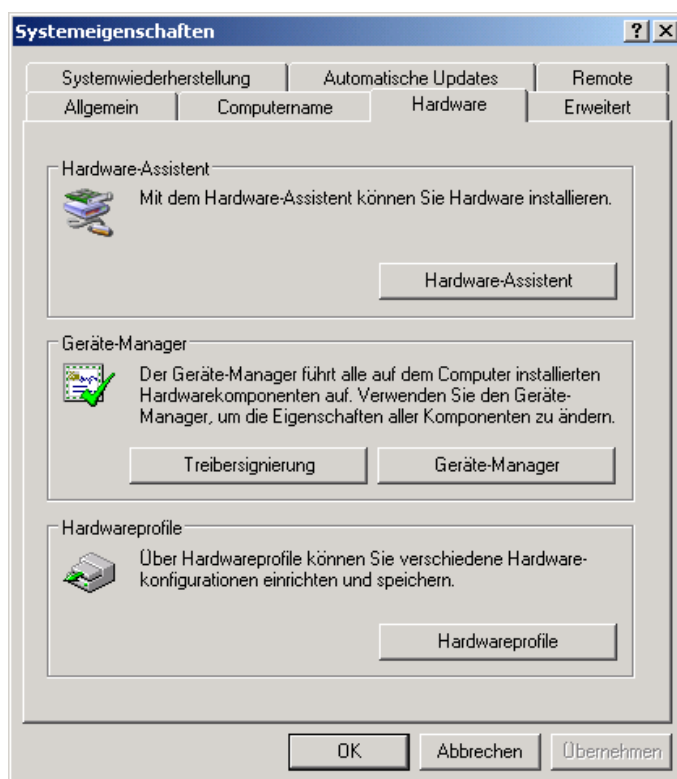 Systemeigenschaften
Systemwiederherstellung Automatische Updates Remote
Allgemein Computername Hardware Erweitert
Hardware-Assistent
Mit dem Hardware-Assistent können Sie Hardware installieren.
Hardware-Assistent
Geräte-Manager
Der Geräte-Manager führt alle auf dem Computer installierten
Hardwarekomponenten auf. Verwenden Sie den Geräte-
Manager, um die Eigenschaften aller Komponenten zu ändern.
Treibersignierung Geräte-Manager
Hardwareprofile
Über Hardwareprofile können Sie verschiedene Hardware-
konfigurationen einrichten und speichern.
Hardwareprofile
OK Abbrechen Übernehmen